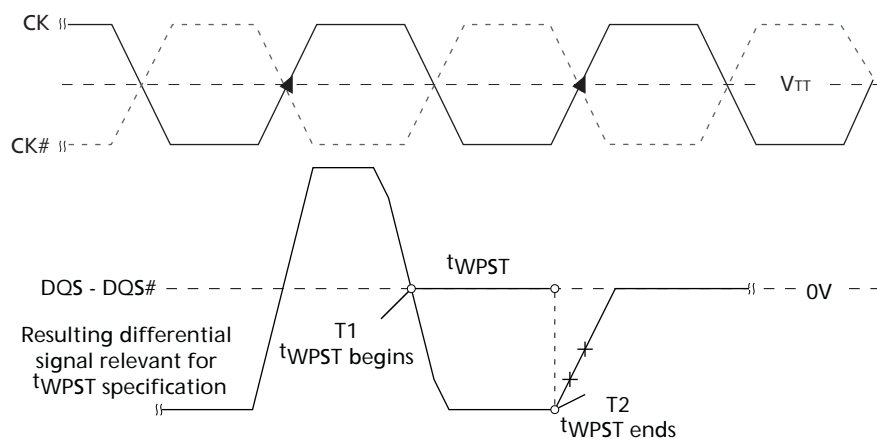 CK
VTT
CK#
tWPST
DQS - DQS#
0V
T1
tWPST begins
Resulting differential
signal relevant for
tWPST specification
T2
tWPST ends